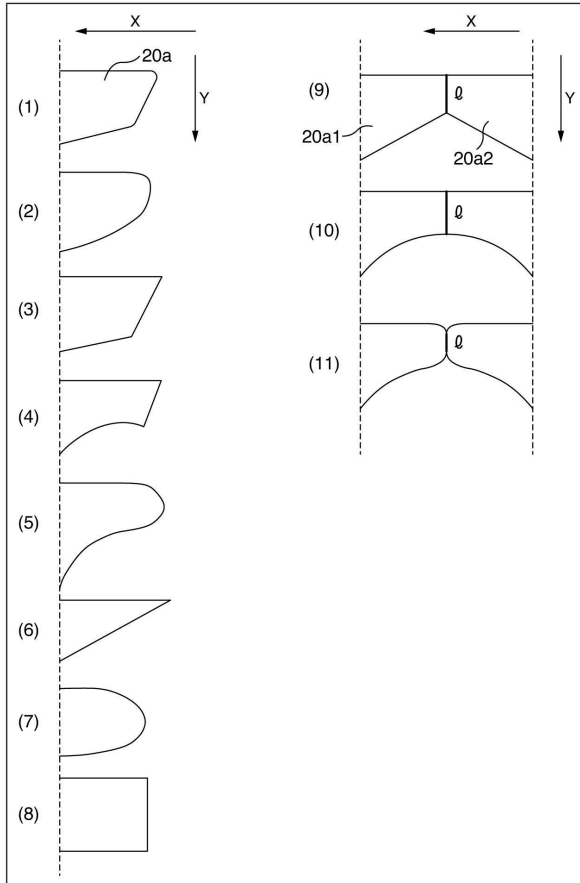 X
20a
(1)
Y
(2)
(3)
(4)
(5)
(6)
(7)
(8)
X
(9)
ℓ
Y
20a1
20a2
(10)
ℓ
(11)
ℓ